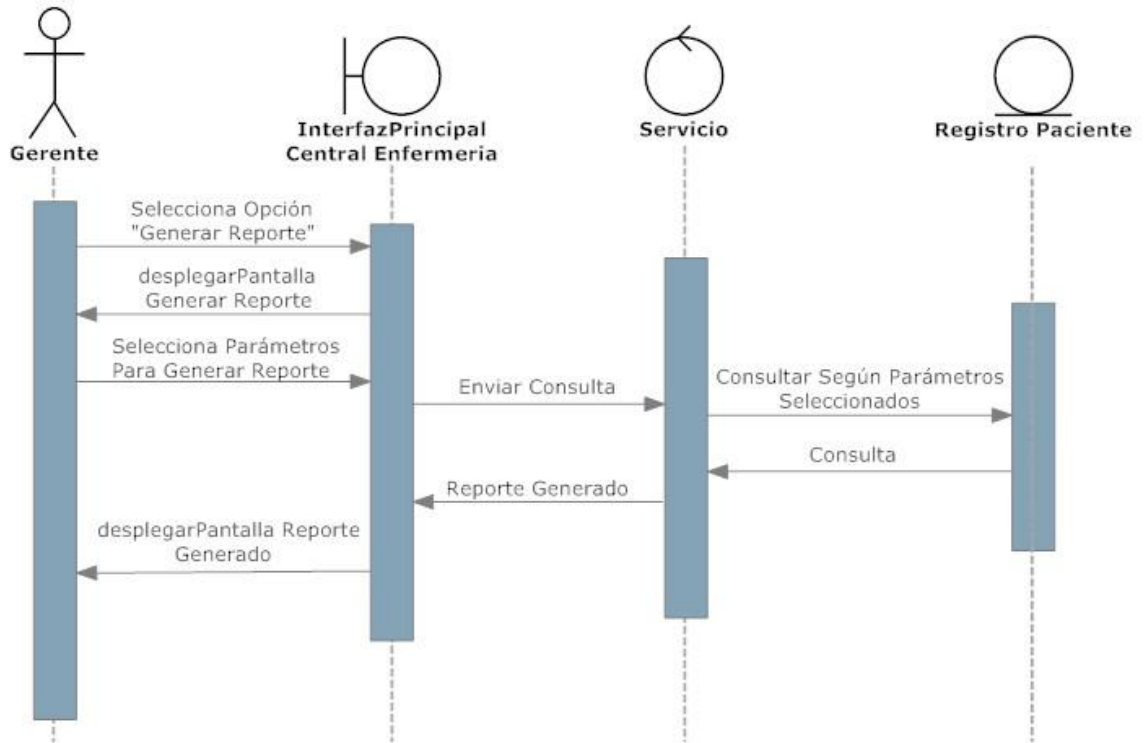 Gerente
InterfazPrincipal
Central Enfermeria
Servicio
Registro Paciente
Selecciona Opción
"Generar Reporte"
desplegarPantalla
Generar Reporte
Selecciona Parámetros
Para Generar Reporte
Enviar Consulta
Consultar Según Parámetros
Seleccionados
Consulta
Reporte Generado
desplegarPantalla Reporte
Generado